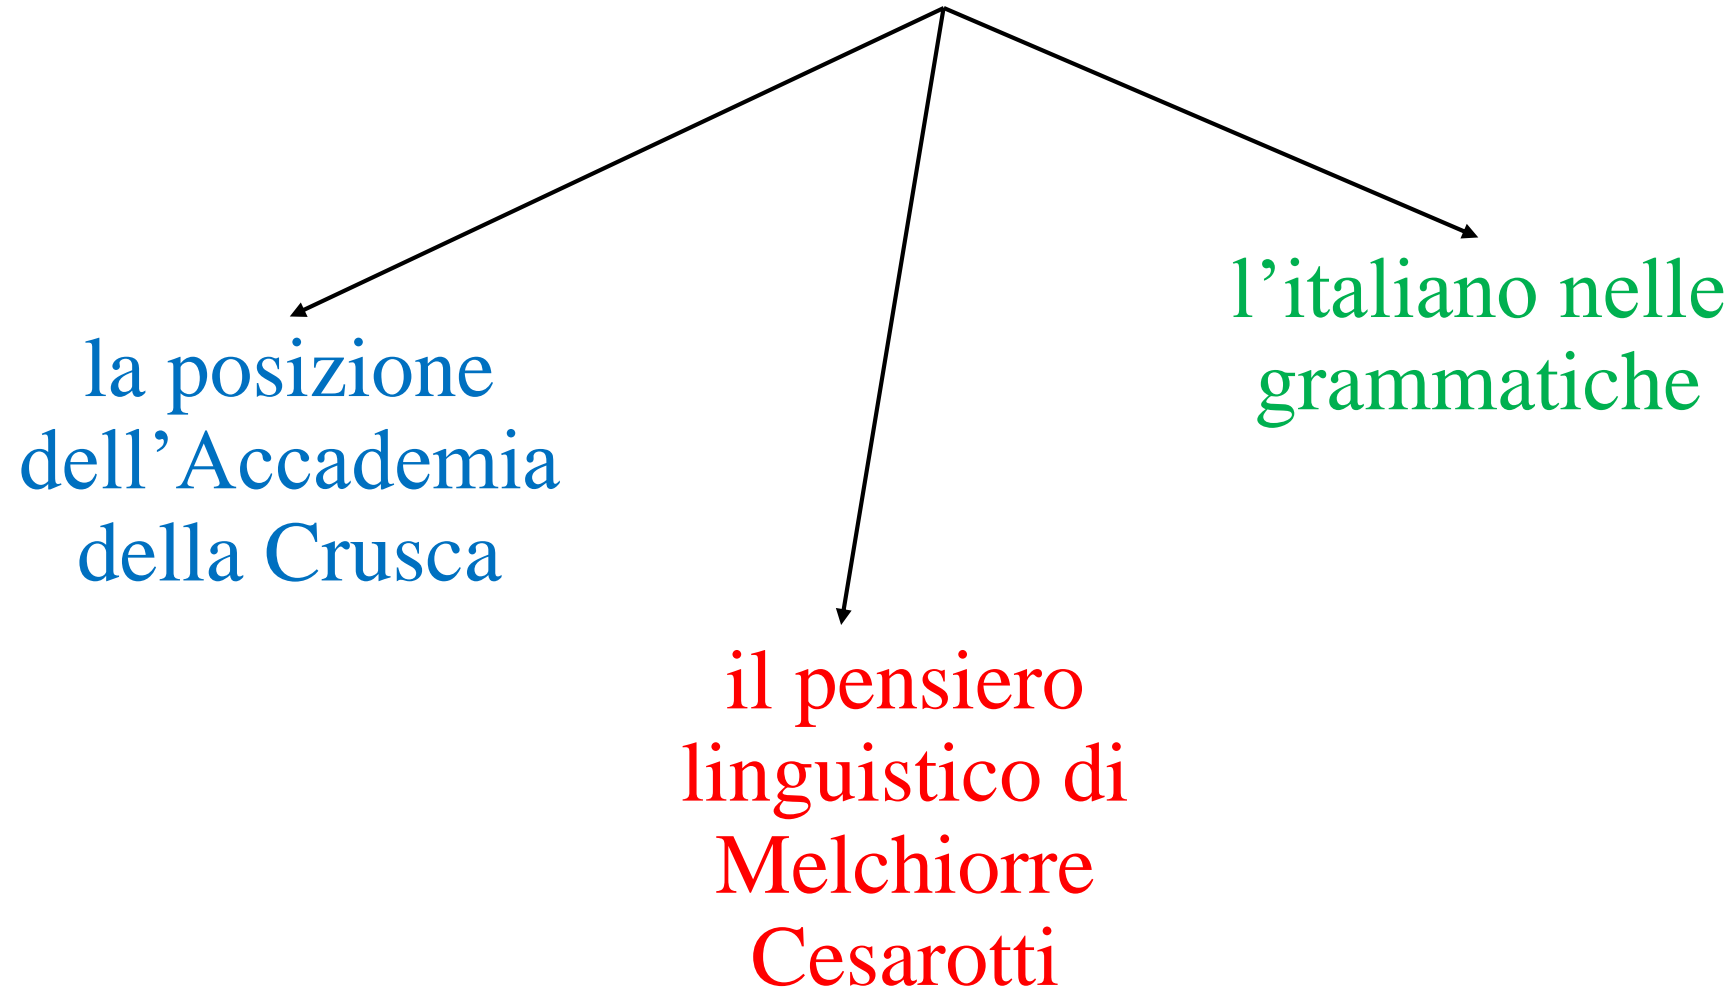 la posizione
dell’Accademia
della Crusca
il pensiero
linguistico di
Melchiorre
Cesarotti
l’italiano nelle
grammatiche